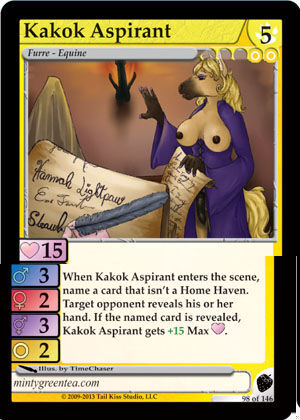 Kakok Aspirant
5
Furre - Equine
Hannah Lightpaw
15
3
2
3
2
When Kakok Aspirant enters the scene,
name a card that isn't a Home Haven.
Target opponent reveals his or her
hand. If the named card is revealed,
Kakok Aspirant gets +15 Max
Illus. by TimeChaser
mintygreentea.com
98 of 146
© 2009-2013 Tail Kiss Studio, LLC